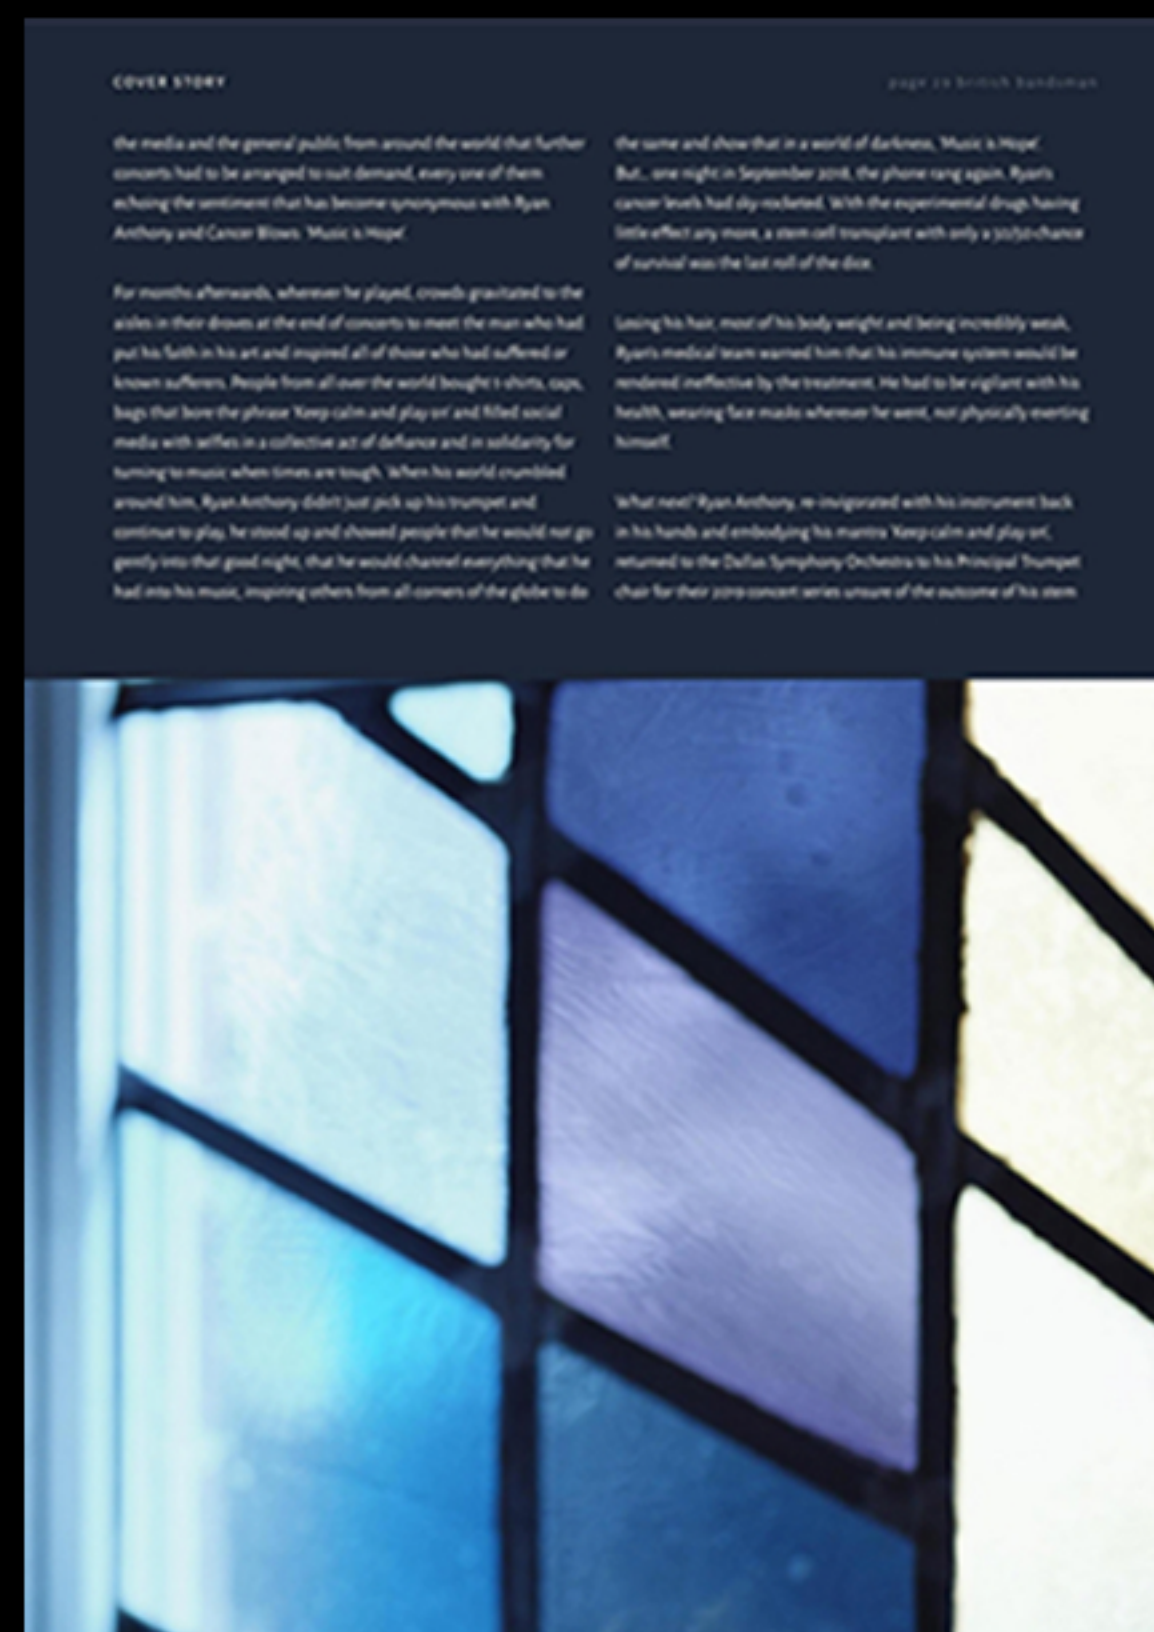 COVER STORY
page 29 british bandsman
the media and the general public from around the world that further
concerts had to be arranged to suit demand, every one of them
echoing the sentiment that has become synonymous with Ryan
Anthony and Cancer Blows: 'Music is Hope'.
For months afterwards, wherever he played, crowds gravitated to the
aisles in their droves at the end of concerts to meet the man who had
put his faith in his art and inspired all of those who had suffered or
known sufferers. People from all over the world bought t-shirts, caps,
bags that bore the phrase 'Keep calm and play on' and filled social
media with selfies in a collective act of defiance and in solidarity for
turning to music when times are tough. When his world crumbled
around him, Ryan Anthony didn't just pick up his trumpet and
continue to play, he stood up and showed people that he would not go
gently into that good night, that he would channel everything that he
had into his music, inspiring others from all corners of the globe to do
the same and show that in a world of darkness, 'Music is Hope'.
But... one night in September 2018, the phone rang again. Ryan's
cancer levels had sky-rocketed. With the experimental drugs having
little effect any more, a stem cell transplant with only a 50/50 chance
of survival was the last roll of the dice.
Losing his hair, most of his body weight and being incredibly weak,
Ryan's medical team warned him that his immune system would be
rendered ineffective by the treatment. He had to be vigilant with his
health, wearing face masks wherever he went, not physically exerting
himself.
What next? Ryan Anthony, re-invigorated with his instrument back
in his hands and embodying his mantra 'Keep calm and play on',
returned to the Dallas Symphony Orchestra to his Principal Trumpet
chair for their 2019 concert series unsure of the outcome of his stem